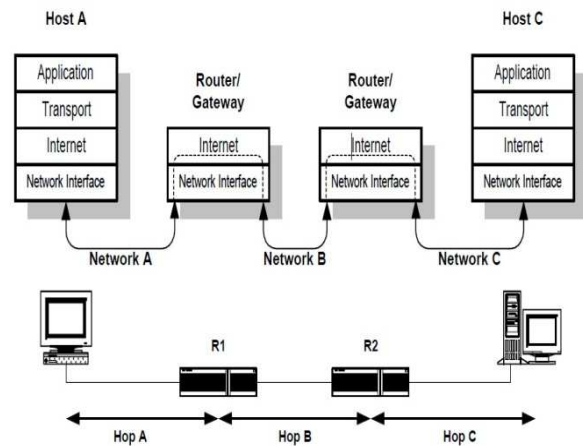 Host A
Host C
Router/
Gateway
Router/
Gateway
Application
Transport
Internet
Network Interface
Internet
Network Interface
Internet
Network Interface
Application
Transport
Internet
Network Interface
Network A
Network B
Network C
R1
R2
Hop A
Hop B
Hop C